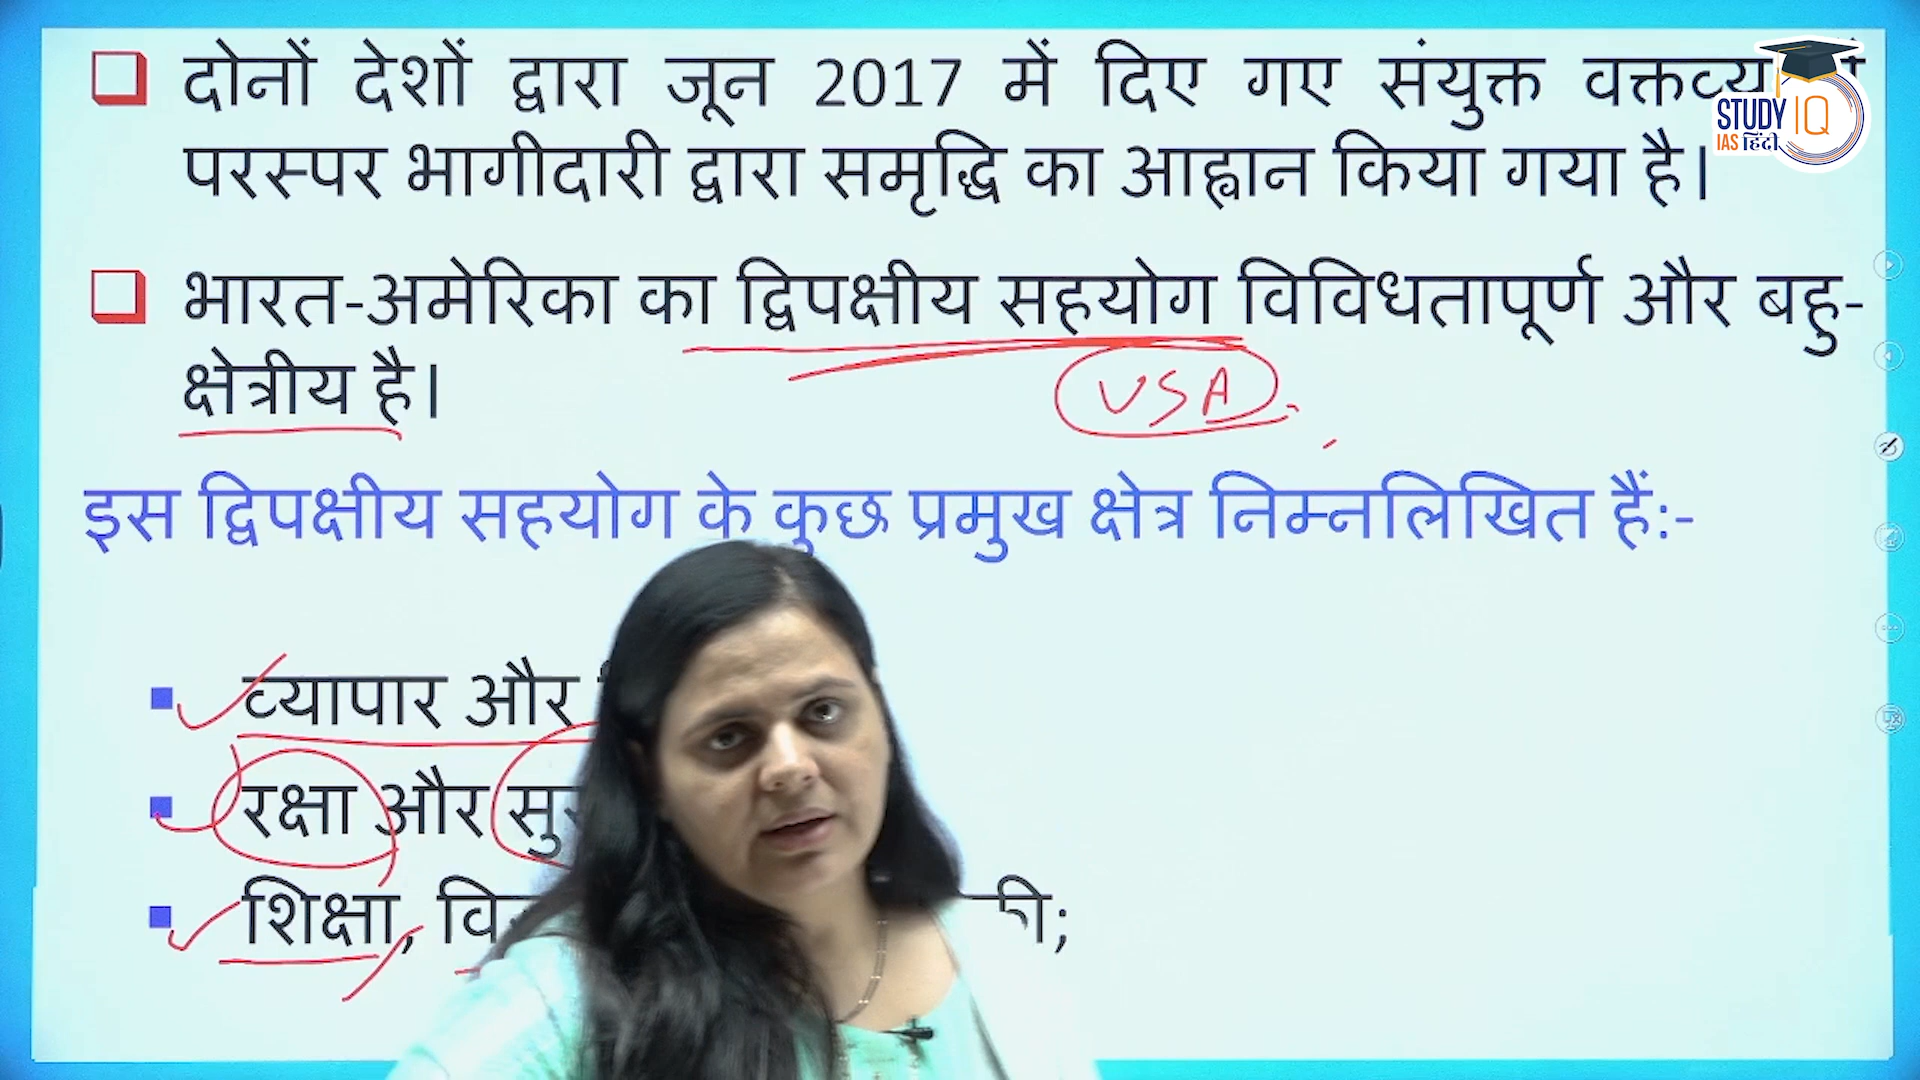 दोनों देशों द्वारा जून 2017 में दिए गए संयुक्त वक्तव्य
परस्पर भागीदारी द्वारा समृद्धि का आह्वान किया गया है।
STUDY IQ
IAS हिंदी
भारत-अमेरिका का द्विपक्षीय सहयोग विविधतापूर्ण और बहु-
क्षेत्रीय है।
USA
इस द्विपक्षीय सहयोग के कुछ प्रमुख क्षेत्र निम्नलिखित हैं:-
व्यापार और
रक्षा और
शिक्षा,